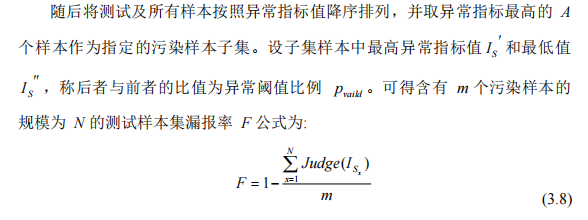 随后将测试及所有样本按照异常指标值降序排列，并取异常指标最高的 A
个样本作为指定的污染样本子集。设子集样本中最高异常指标值 I_S' 和最低值
I_S''，称后者与前者的比值为异常阈值比例 p_vaild。可得含有 m 个污染样本的
规模为 N 的测试样本集漏报率 F 公式为:
F = 1 - \frac{\sum_{x=1}^{N} Judge(I_{S_x})}{m}
(3.8)